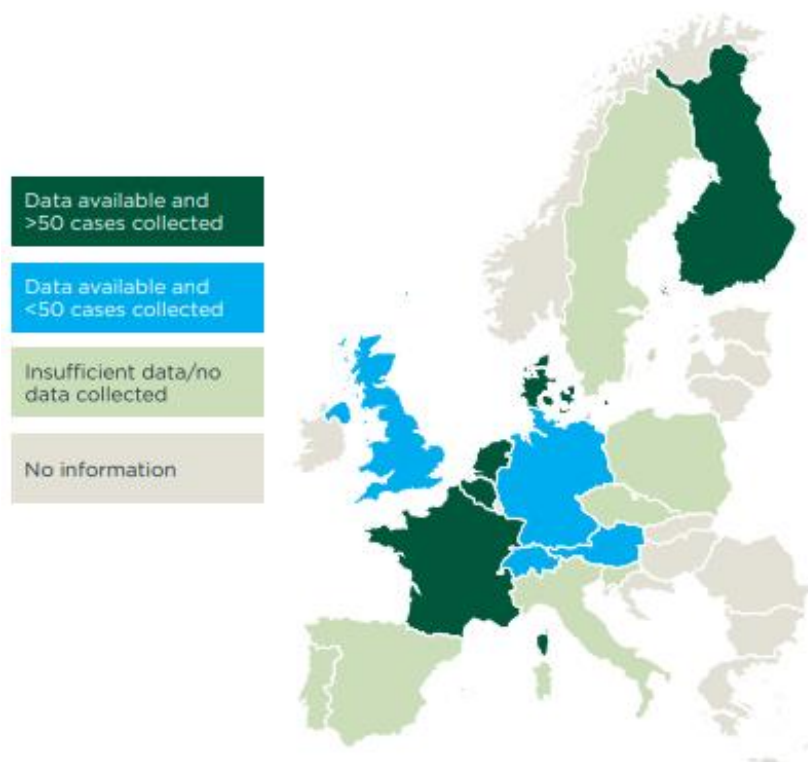 Data available and
>50 cases collected
Data available and
<50 cases collected
Insufficient data/no
data collected
No information